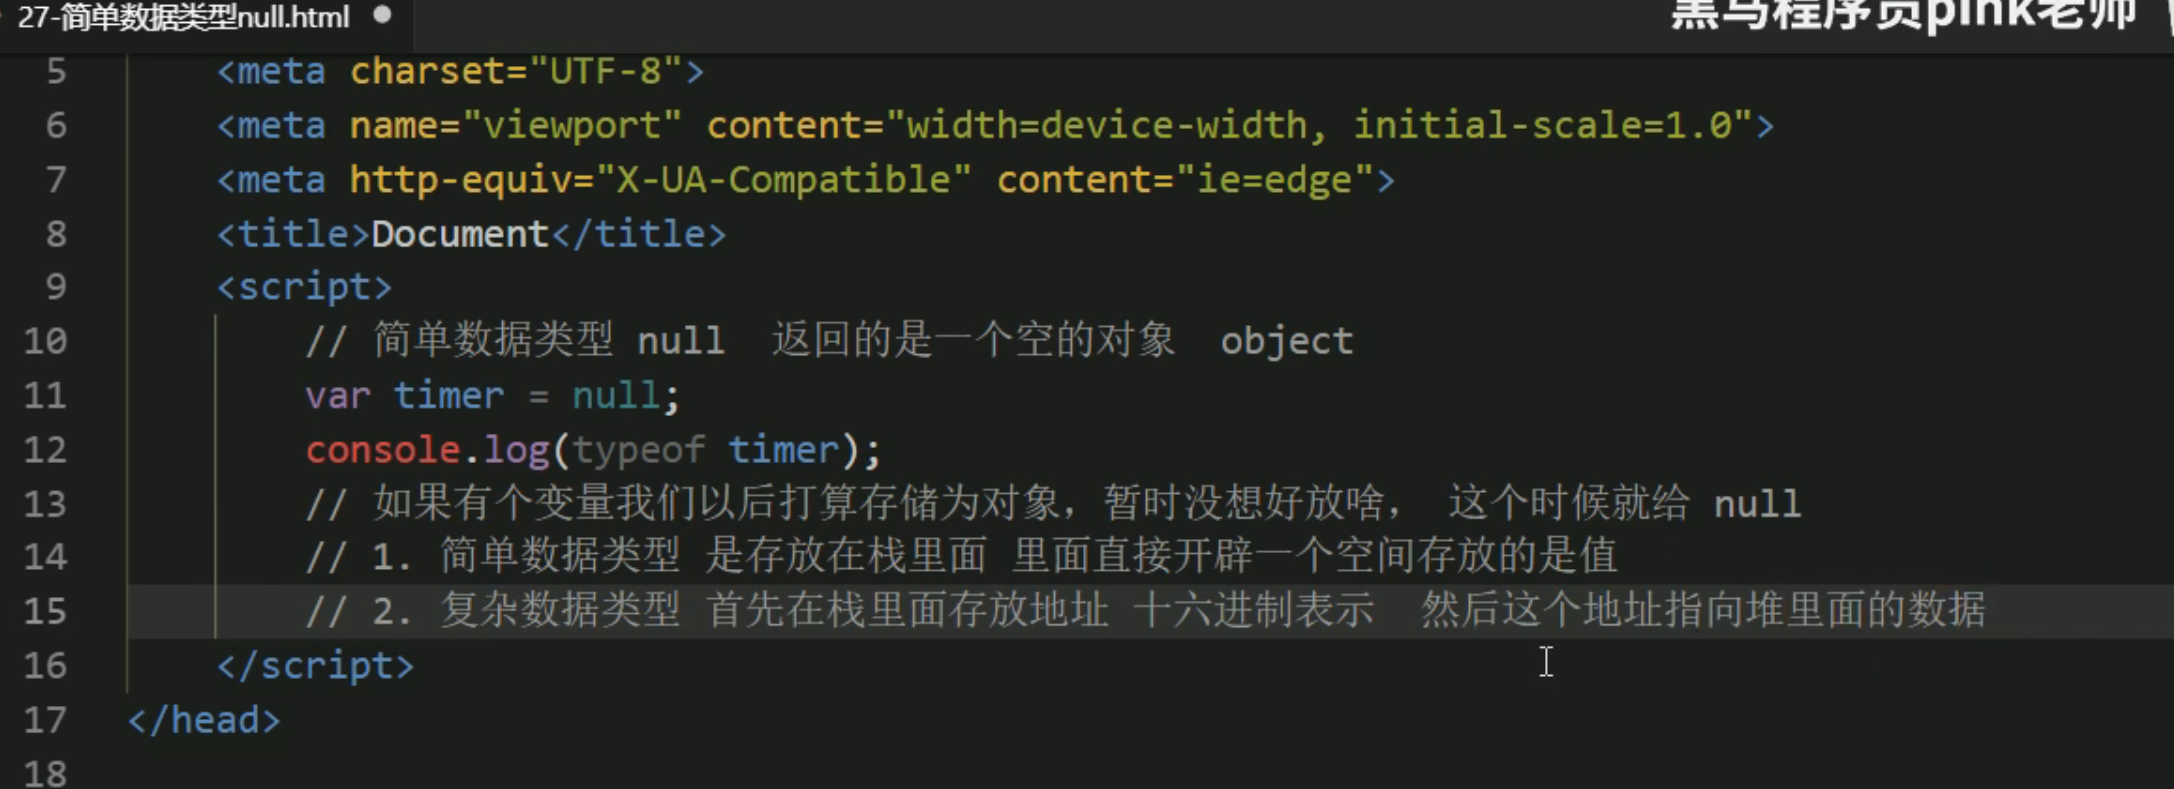 27-简单数据类型null.html
黑马程序员pink老师
5 <meta charset="UTF-8">
6 <meta name="viewport" content="width=device-width, initial-scale=1.0">
7 <meta http-equiv="X-UA-Compatible" content="ie=edge">
8 <title>Document</title>
9 <script>
10 // 简单数据类型 null 返回的是一个空的对象 object
11 var timer = null;
12 console.log(typeof timer);
13 // 如果有个变量我们以后打算存储为对象，暂时没想好放啥， 这个时候就给 null
14 // 1. 简单数据类型 是存放在栈里面 里面直接开辟一个空间存放的是值
15 // 2. 复杂数据类型 首先在栈里面存放地址 十六进制表示 然后这个地址指向堆里面的数据
16 </script>
17 </head>
18